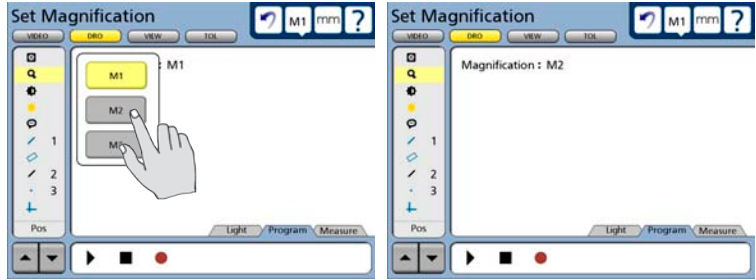 Set Magnification
M1 mm ?
VIDEO DRO VIEW TOL
: M1
M1
M2
1
2
3
Pos
Light Program Measure
Set Magnification
M1 mm ?
VIDEO DRO VIEW TOL
Magnification : M2
1
2
3
Pos
Light Program Measure